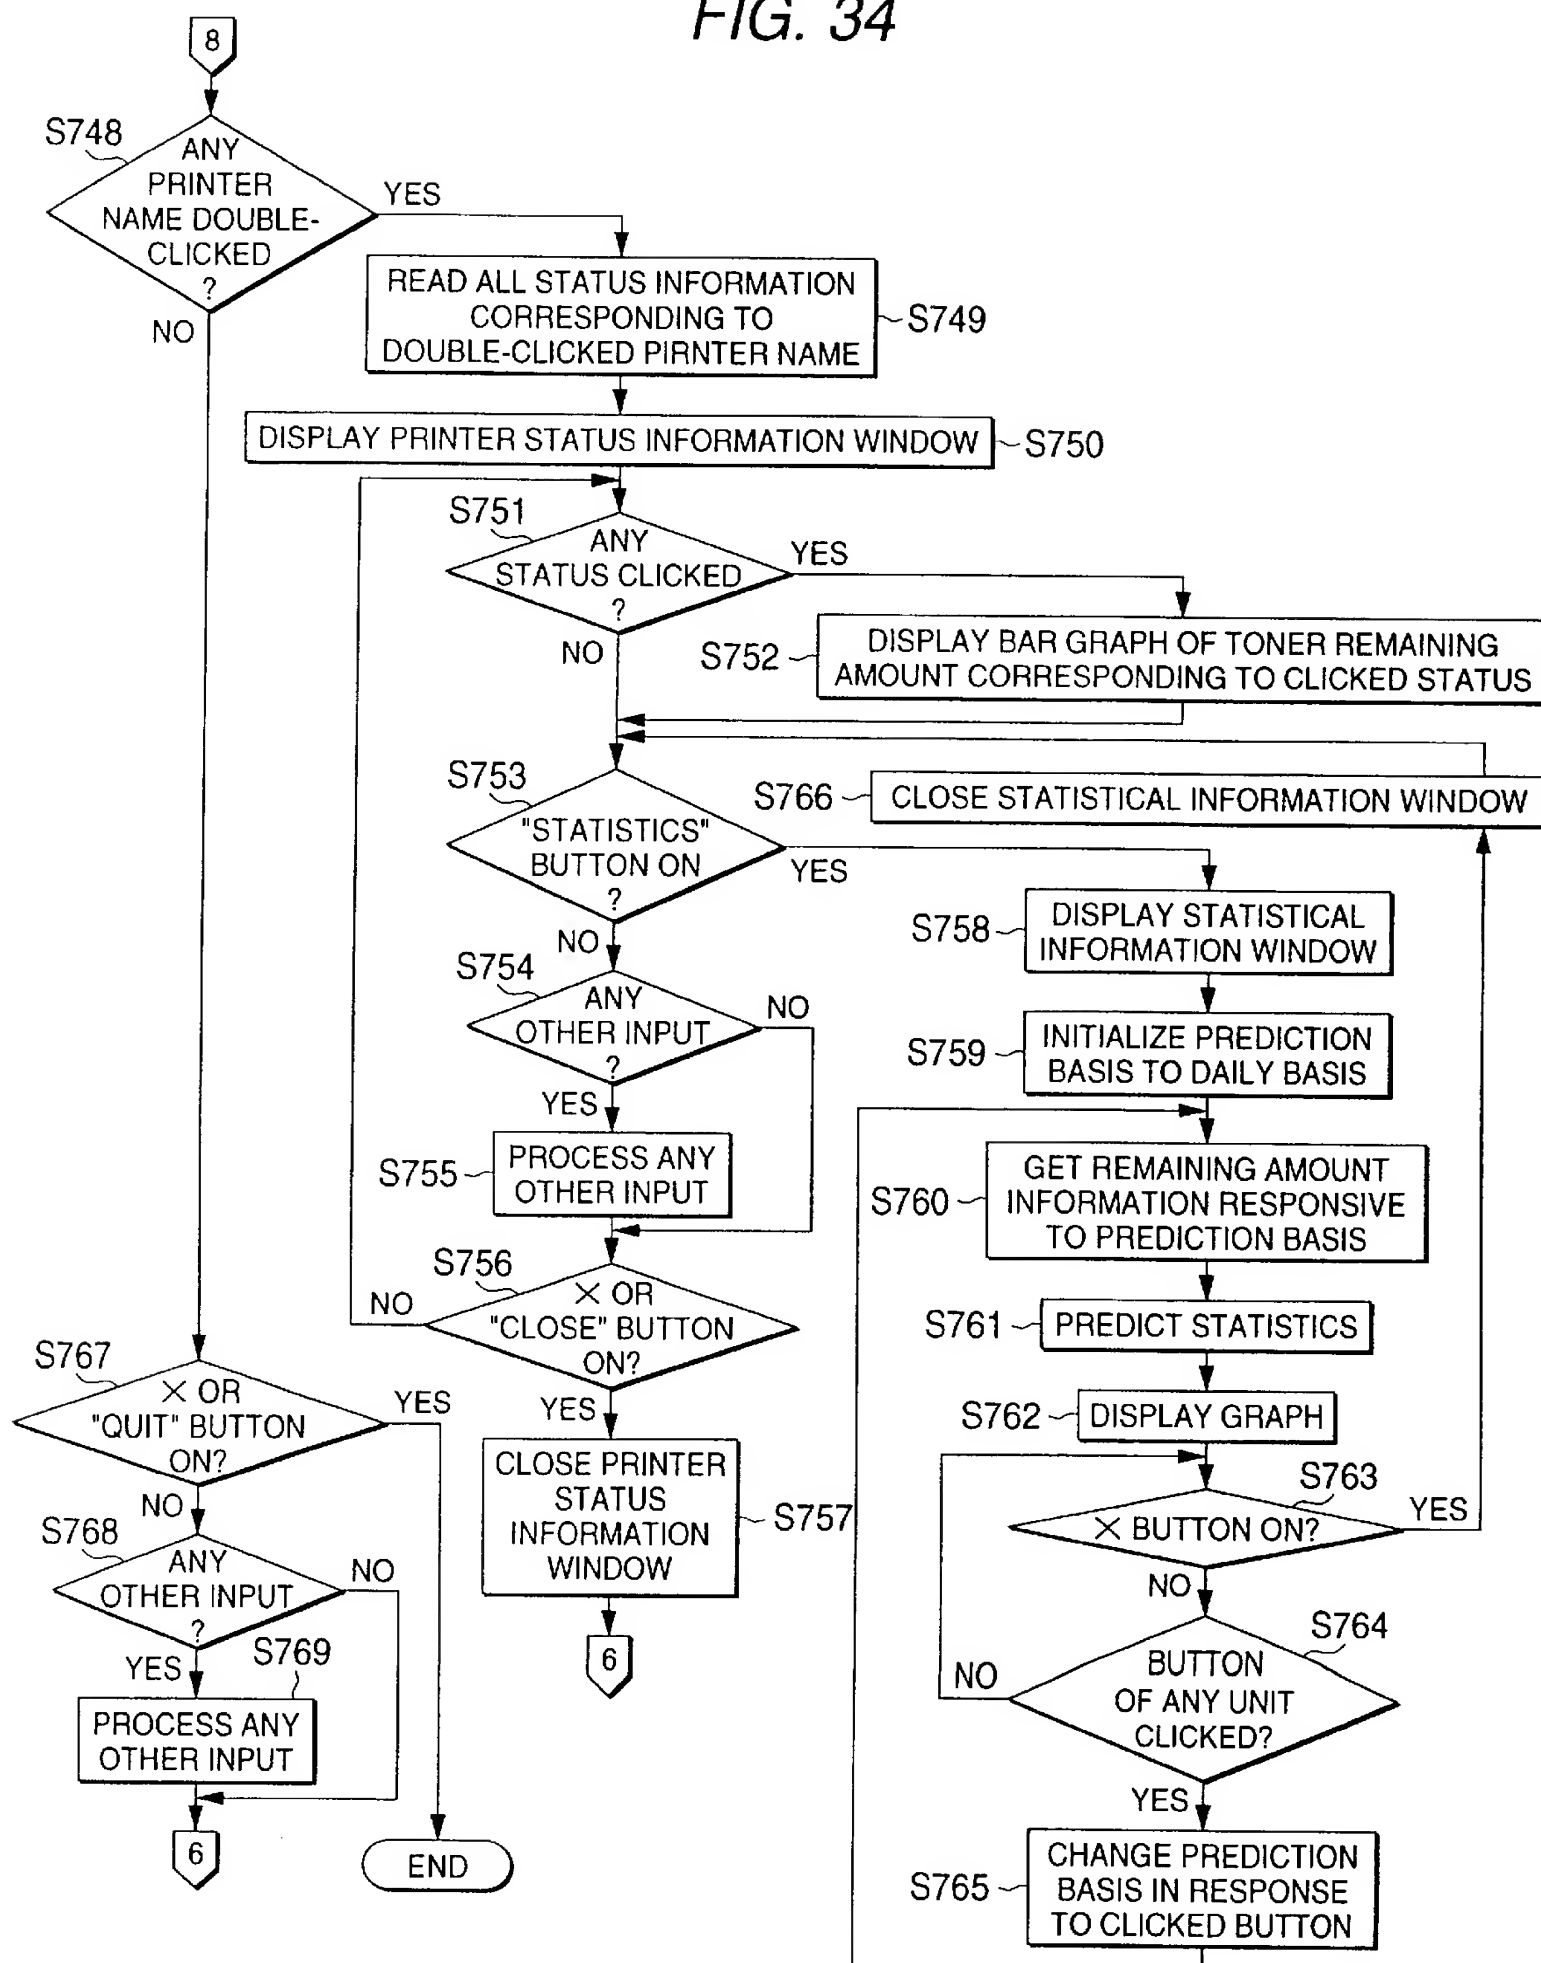 FIG. 34
8
S748
ANY
PRINTER
NAME DOUBLE-
CLICKED
?
YES
NO
READ ALL STATUS INFORMATION
CORRESPONDING TO
DOUBLE-CLICKED PIRNTER NAME
S749
DISPLAY PRINTER STATUS INFORMATION WINDOW
S750
S751
ANY
STATUS CLICKED
?
YES
NO
S752
DISPLAY BAR GRAPH OF TONER REMAINING
AMOUNT CORRESPONDING TO CLICKED STATUS
S753
"STATISTICS"
BUTTON ON
?
YES
NO
S766
CLOSE STATISTICAL INFORMATION WINDOW
S758
DISPLAY STATISTICAL
INFORMATION WINDOW
S754
ANY
OTHER INPUT
?
NO
YES
S759
INITIALIZE PREDICTION
BASIS TO DAILY BASIS
S755
PROCESS ANY
OTHER INPUT
S760
GET REMAINING AMOUNT
INFORMATION RESPONSIVE
TO PREDICTION BASIS
S756
× OR
"CLOSE" BUTTON
ON?
NO
YES
S761
PREDICT STATISTICS
S762
DISPLAY GRAPH
S767
× OR
"QUIT" BUTTON
ON?
YES
NO
CLOSE PRINTER
STATUS
INFORMATION
WINDOW
S757
6
S763
× BUTTON ON?
YES
NO
S768
ANY
OTHER INPUT
?
NO
YES
S769
PROCESS ANY
OTHER INPUT
6
END
S764
BUTTON
OF ANY UNIT
CLICKED?
NO
YES
S765
CHANGE PREDICTION
BASIS IN RESPONSE
TO CLICKED BUTTON